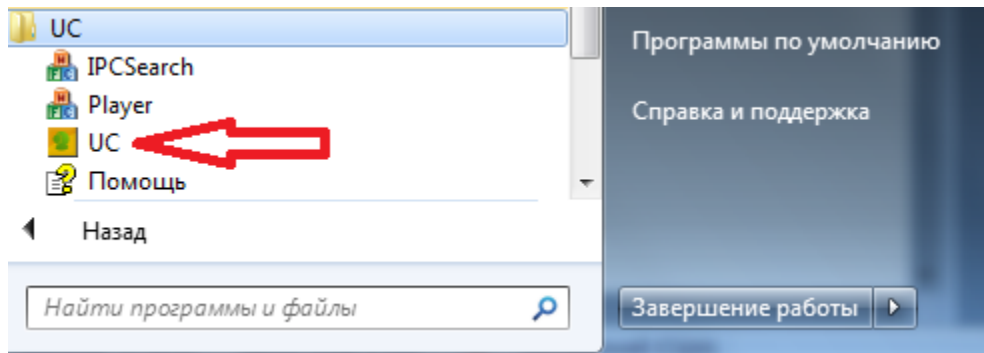 UC
IPCSearch
Player
UC
Помощь
Назад
Найти программы и файлы
Программы по умолчанию
Справка и поддержка
Завершение работы